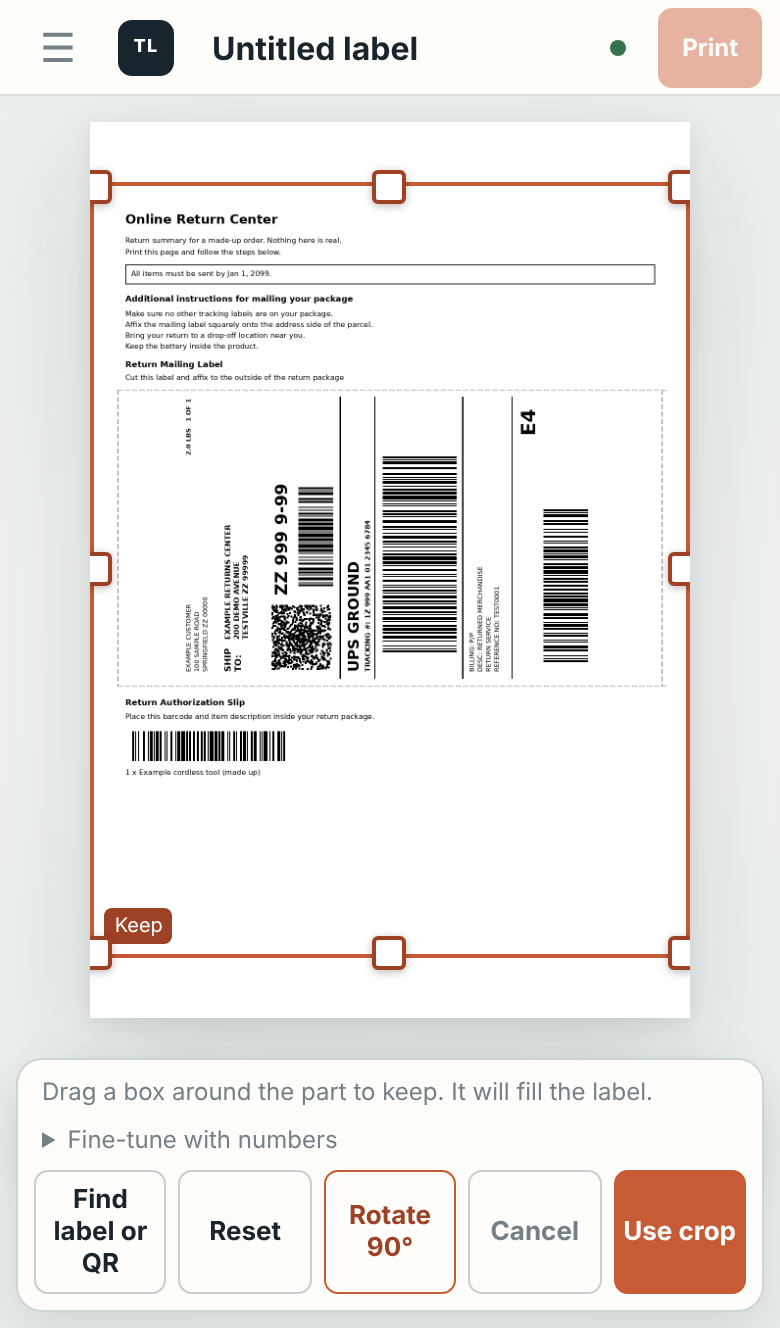 ☰ TL Untitled label Print
Online Return Center
Return summary for a made-up order. Nothing here is real.
Print this page and follow the steps below.
All items must be sent by Jan 1, 2099.
Additional instructions for mailing your package
Make sure no other tracking labels are on your package.
Affix the mailing label squarely onto the address side of the parcel.
Bring your return to a drop-off location near you.
Keep the battery inside the product.
Return Mailing Label
Cut this label and affix to the outside of the return package
2.0 LBS 1 OF 1
EXAMPLE CUSTOMER
100 SAMPLE ROAD
SPRINGFIELD ZZ 00000
SHIP EXAMPLE RETURNS CENTER
TO: 200 DEMO AVENUE
TESTVILLE ZZ 99999
ZZ 999 9-99
UPS GROUND
TRACKING #: 1Z 999 AA1 01 2345 6784
BILLING: P/P
DESC: RETURNED MERCHANDISE
RETURN SERVICE
REFERENCE NO: TEST0001
E4
Return Authorization Slip
Place this barcode and item description inside your return package.
1 x Example cordless tool (made up)
Keep
Drag a box around the part to keep. It will fill the label.
Fine-tune with numbers
Find label or QR
Reset
Rotate 90°
Cancel
Use crop